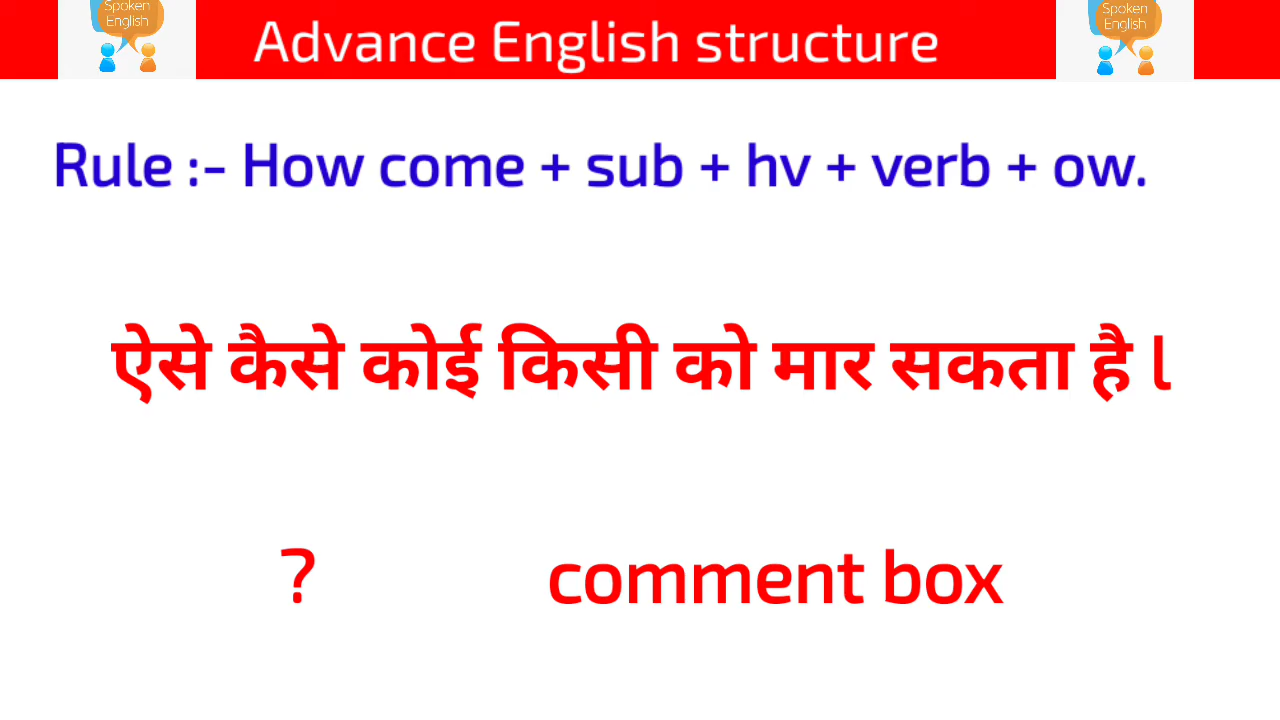 Spoken
English
Advance English structure
Spoken
English
Rule :- How come + sub + hv + verb + ow.
ऐसे कैसे कोई किसी को मार सकता है l
? comment box